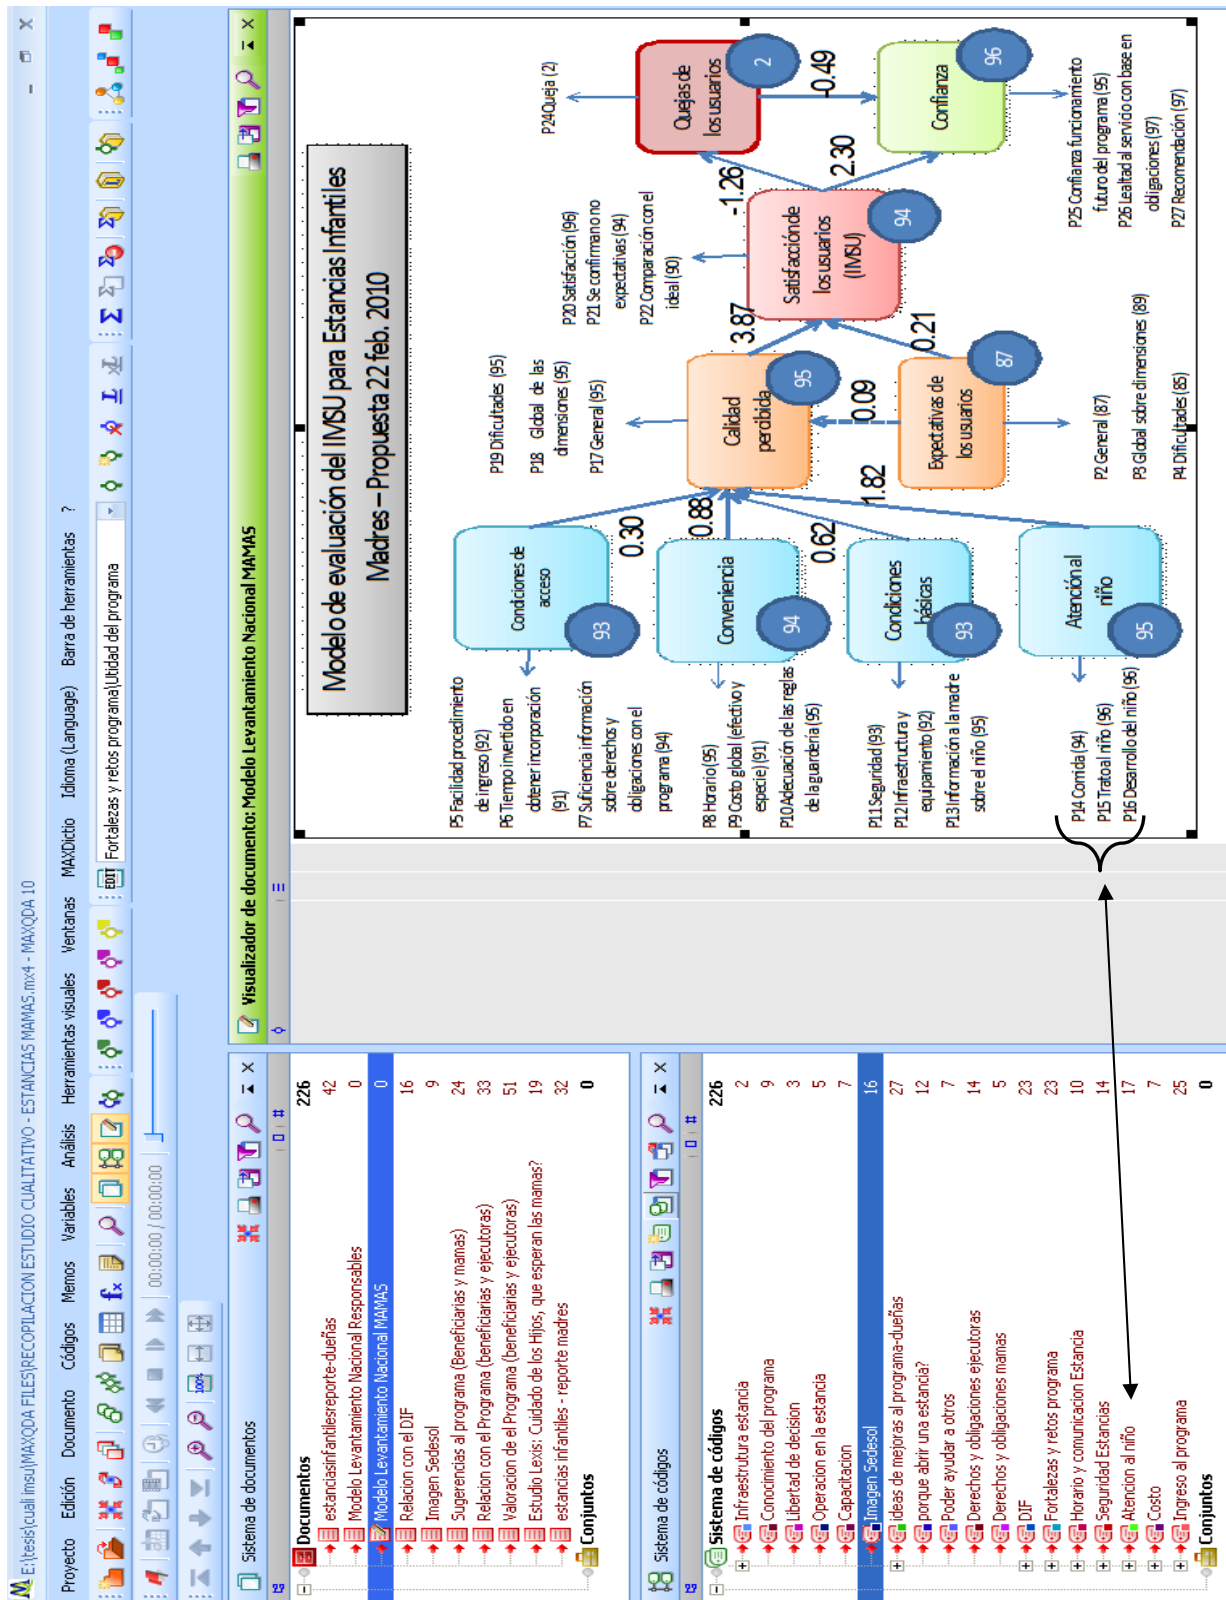 E:\tesis\cuali imsu\MAXQDA FILES\RECOPILACION ESTUDIO CUALITATIVO - ESTANCIAS MAMAS.mx4 - MAXQDA 10
Proyecto Edición Documento Códigos Memos Variables Análisis Herramientas visuales Ventanas MAXDictio Idioma (Language) Barra de herramientas ?
EDIT Fortalezas y retos programa\Utlidad del programa
00:00:00 / 00:00:00
100%
Sistema de documentos
Documentos 226
estanciasinfantilesreporte-dueñas 42
Modelo Levantamiento Nacional Responsables 0
Modelo Levantamiento Nacional MAMAS 0
Relacion con el DIF 16
Imagen Sedesol 9
Sugerencias al programa (Beneficiarias y mamas) 24
Relacion con el Programa (beneficiarias y ejecutoras) 33
Valoracion de el Programa (beneficiarias y ejecutoras) 51
Estudio Lexis: Cuidado de los Hijos, que esperan las mamas? 19
estancias infantiles - reporte madres 32
Conjuntos 0
Sistema de códigos
Sistema de códigos 226
Infraestrutura estancia 2
Conocimiento del programa 9
Libertad de decision 3
Operacion en la estancia 5
Capacitacion 7
Imagen Sedesol 16
ideas de mejoras al programa-dueñas 27
porque abrir una estancia? 12
Poder ayudar a otros 7
Derechos y obligaciones ejecutoras 14
Derechos y obligaciones mamas 5
DIF 23
Fortalezas y retos programa 23
Horario y comunicacion Estancia 10
Seguridad Estancias 14
Atencion al niño 17
Costo 7
Ingreso al programa 25
Conjuntos 0
Visualizador de documento: Modelo Levantamiento Nacional MAMAS
Modelo de evaluación del IMSU para Estancias Infantiles
Madres – Propuesta 22 feb. 2010
P5 Facilidad procedimiento
de ingreso (92)
P6 Tiempo invertido en
obtener incorporación
(91)
P7 Suficiencia información
sobre derechos y
obligaciones con el
programa (94)
P8 Horario (95)
P9 Costo global (efectivo y
especie) (91)
P10 Adecuación de las reglas
de la guardería (95)
P11 Seguridad (93)
P12 Infraestructura y
equipamiento (92)
P13 Información a la madre
sobre el niño (95)
P14 Comida (94)
P15 Trato al niño (96)
P16 Desarrollo del niño (96)
Condiciones de
acceso
93
Conveniencia
94
Condiciones
básicas
93
Atención al
niño
95
0.30
0.88
0.62
1.82
P19 Dificultades (95)
P18 Global de las
dimensiones (95)
P17 General (95)
Calidad
percibida
95
0.09
Expectativas de
los usuarios
87
P2 General (87)
P3 Global sobre dimensiones (89)
P4 Dificultades (85)
3.87
0.21
P20 Satisfacción (96)
P21 Se confirman o no
expectativas (94)
P22 Comparación con el
ideal (90)
Satisfacción de
los usuarios
(IMSU)
94
-1.26
2.30
P24 Queja (2)
Quejas de
los usuarios
2
-0.49
Confianza
96
P25 Confianza funcionamiento
futuro del programa (95)
P26 Lealtad al servicio con base en
obligaciones (97)
P27 Recomendación (97)